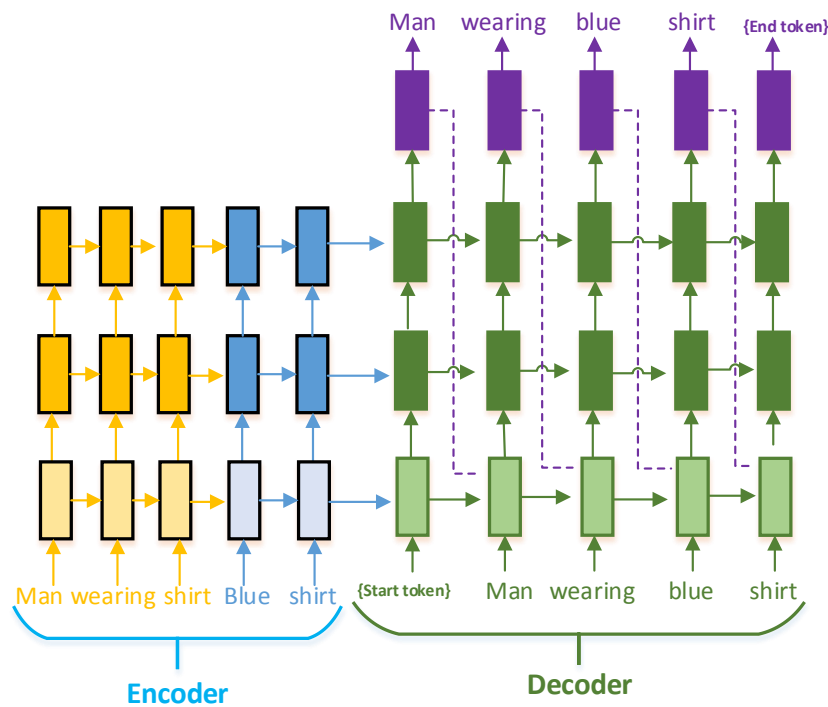 Man wearing blue shirt {End token}
Man wearing shirt Blue shirt {Start token} Man wearing blue shirt
Encoder Decoder